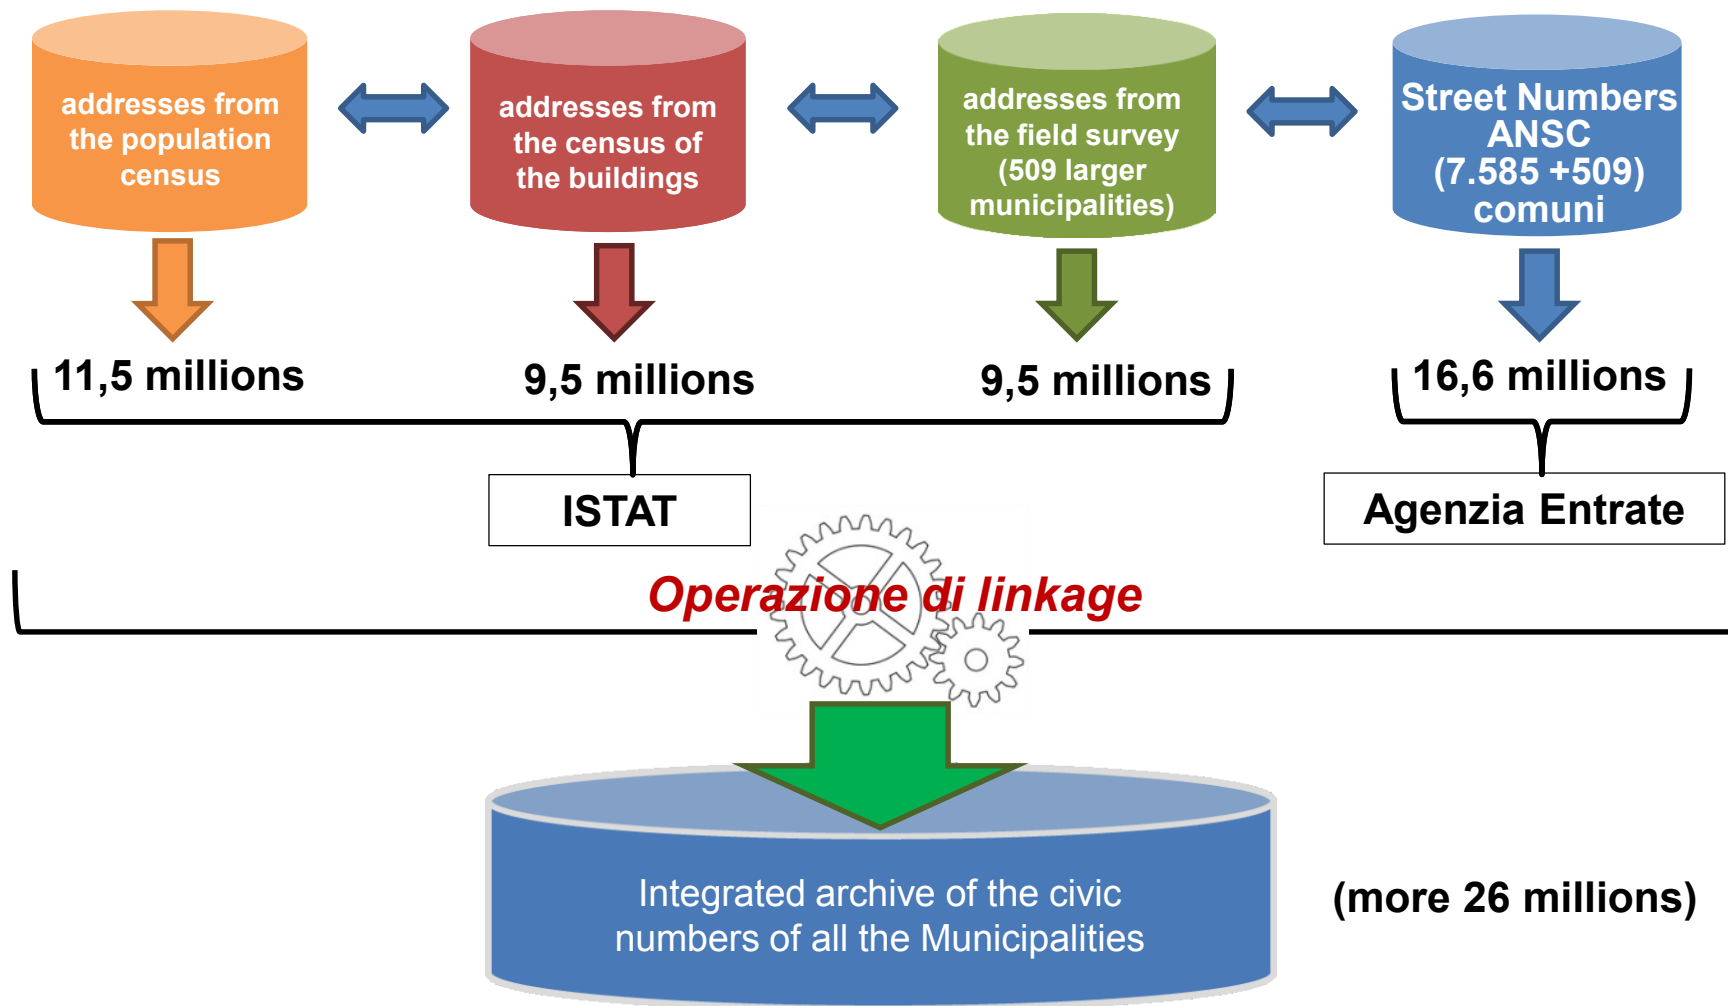 addresses from
the population
census
addresses from
the census of
the buildings
addresses from
the field survey
(509 larger
municipalities)
Street Numbers
ANSC
(7.585 +509)
comuni
11,5 millions
9,5 millions
9,5 millions
16,6 millions
ISTAT
Agenzia Entrate
Operazione di linkage
Integrated archive of the civic
numbers of all the Municipalities
(more 26 millions)